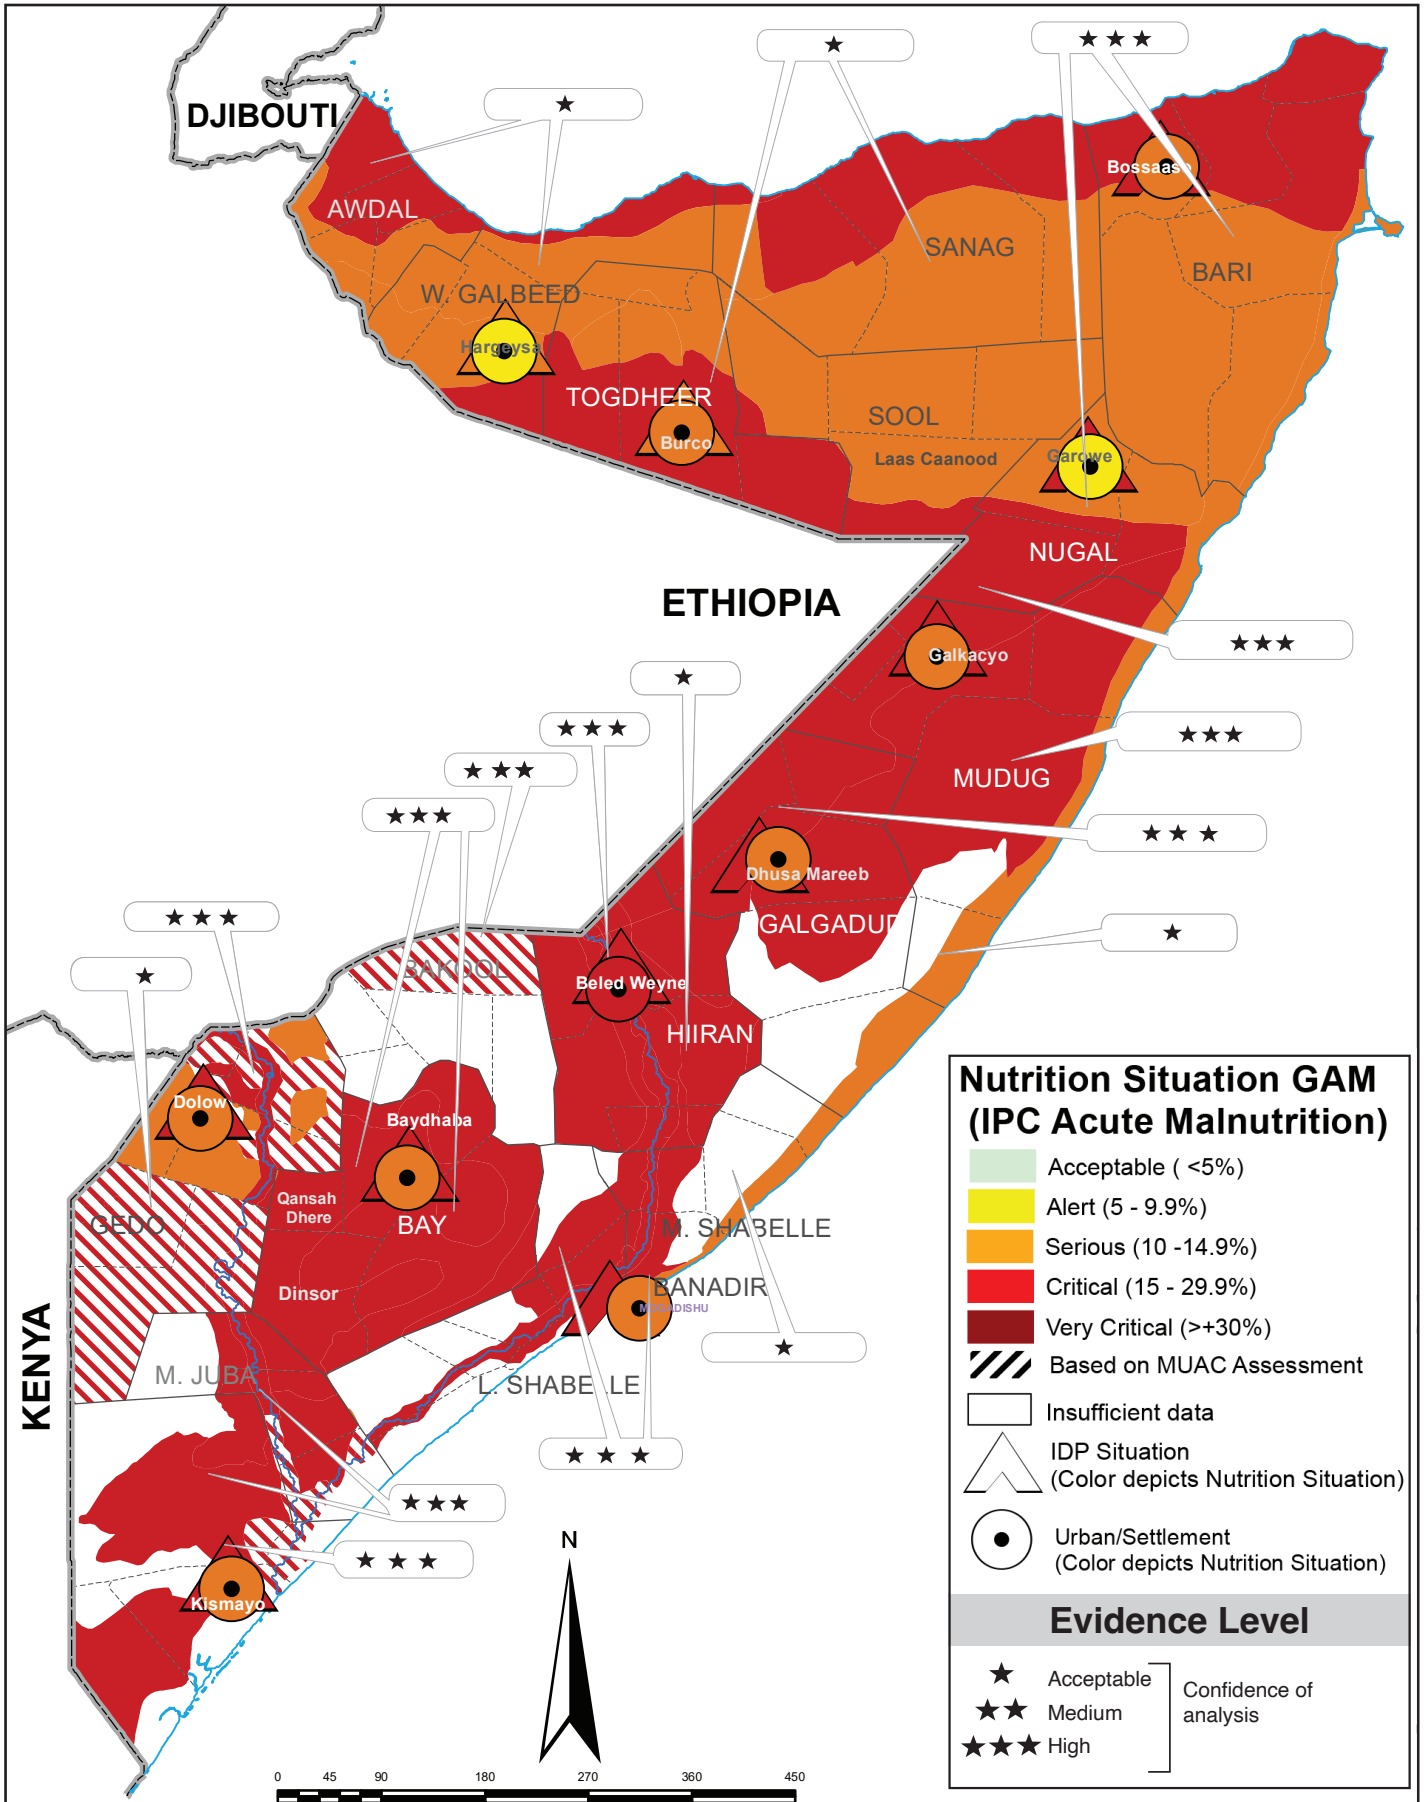 DJIBOUTI
AWDAL
Bossaaso
SANAG
BARI
W. GALBEED
Hargeysa
TOGDHEER
Burco
SOOL
Laas Caanood
Garowe
NUGAL
ETHIOPIA
Galkacyo
MUDUG
Dhusa Mareeb
GALGADUD
BAKOOL
Beled Weyne
HIIRAN
Dolow
Baydhaba
Qansah
Dhere
BAY
GEDO
M. SHABELLE
Dinsor
BANADIR
MOGADISHU
KENYA
M. JUBA
L. SHABELLE
Kismayo
N
0 45 90 180 270 360 450
Nutrition Situation GAM
(IPC Acute Malnutrition)
Acceptable ( <5%)
Alert (5 - 9.9%)
Serious (10 -14.9%)
Critical (15 - 29.9%)
Very Critical (>+30%)
Based on MUAC Assessment
Insufficient data
IDP Situation
(Color depicts Nutrition Situation)
Urban/Settlement
(Color depicts Nutrition Situation)
Evidence Level
Acceptable
Medium
High
Confidence of
analysis